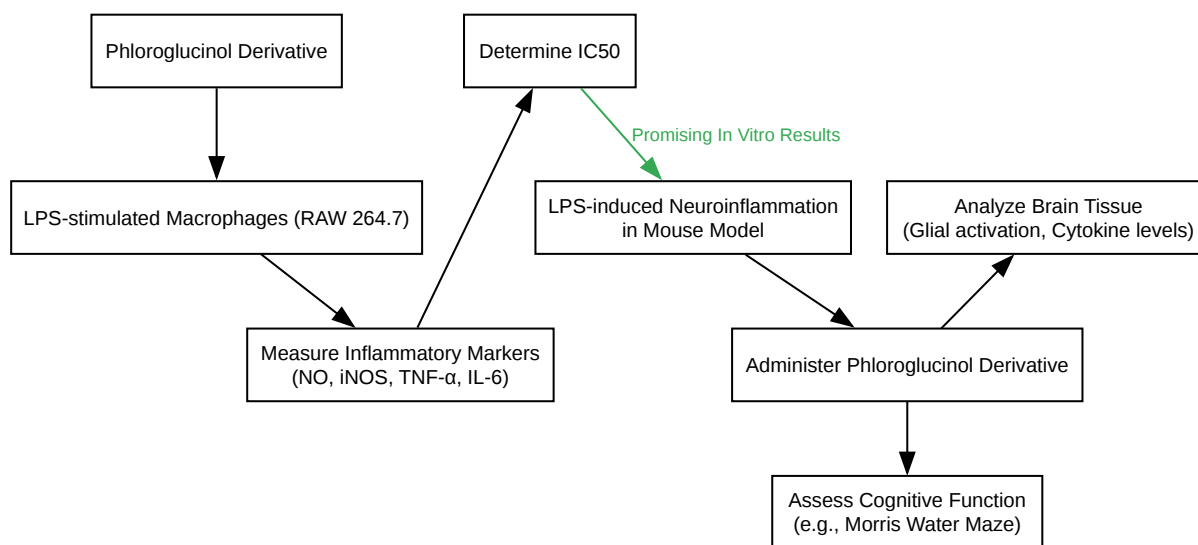 Phloroglucinol Derivative
Determine IC50
Promising In Vitro Results
LPS-stimulated Macrophages (RAW 264.7)
LPS-induced Neuroinflammation
in Mouse Model
Analyze Brain Tissue
(Glial activation, Cytokine levels)
Measure Inflammatory Markers
(NO, iNOS, TNF-α, IL-6)
Administer Phloroglucinol Derivative
Assess Cognitive Function
(e.g., Morris Water Maze)